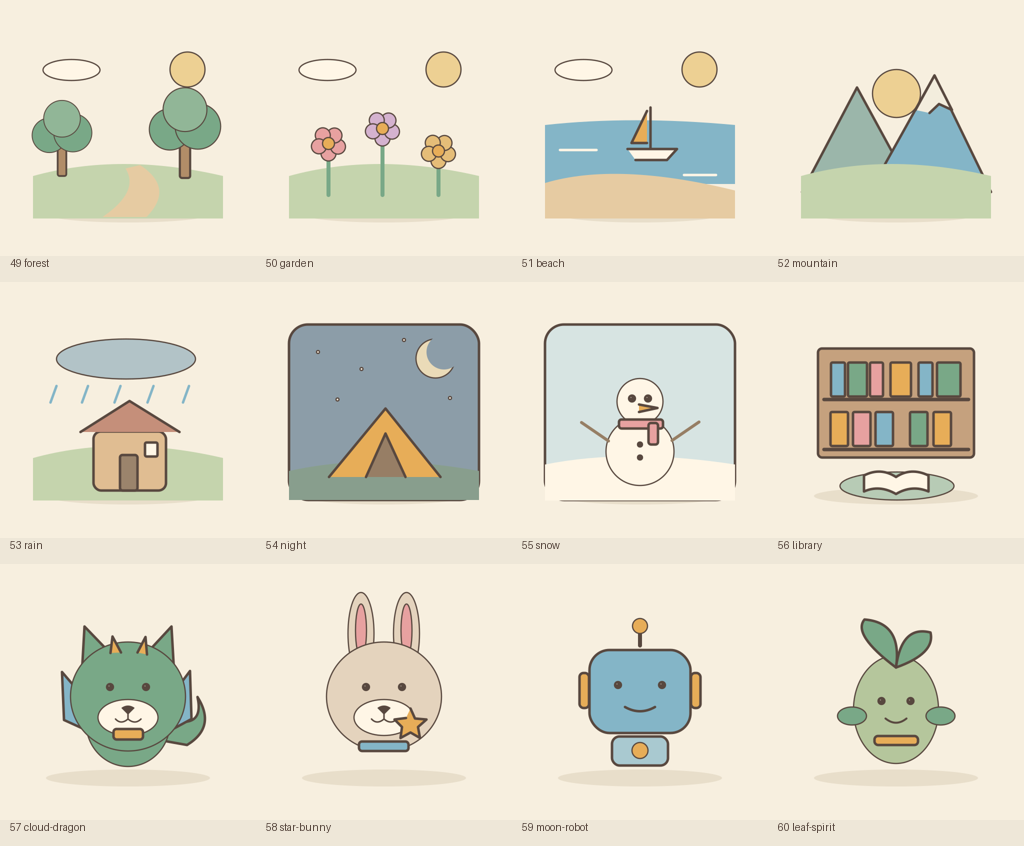 49 forest
50 garden
51 beach
52 mountain
53 rain
54 night
55 snow
56 library
57 cloud-dragon
58 star-bunny
59 moon-robot
60 leaf-spirit